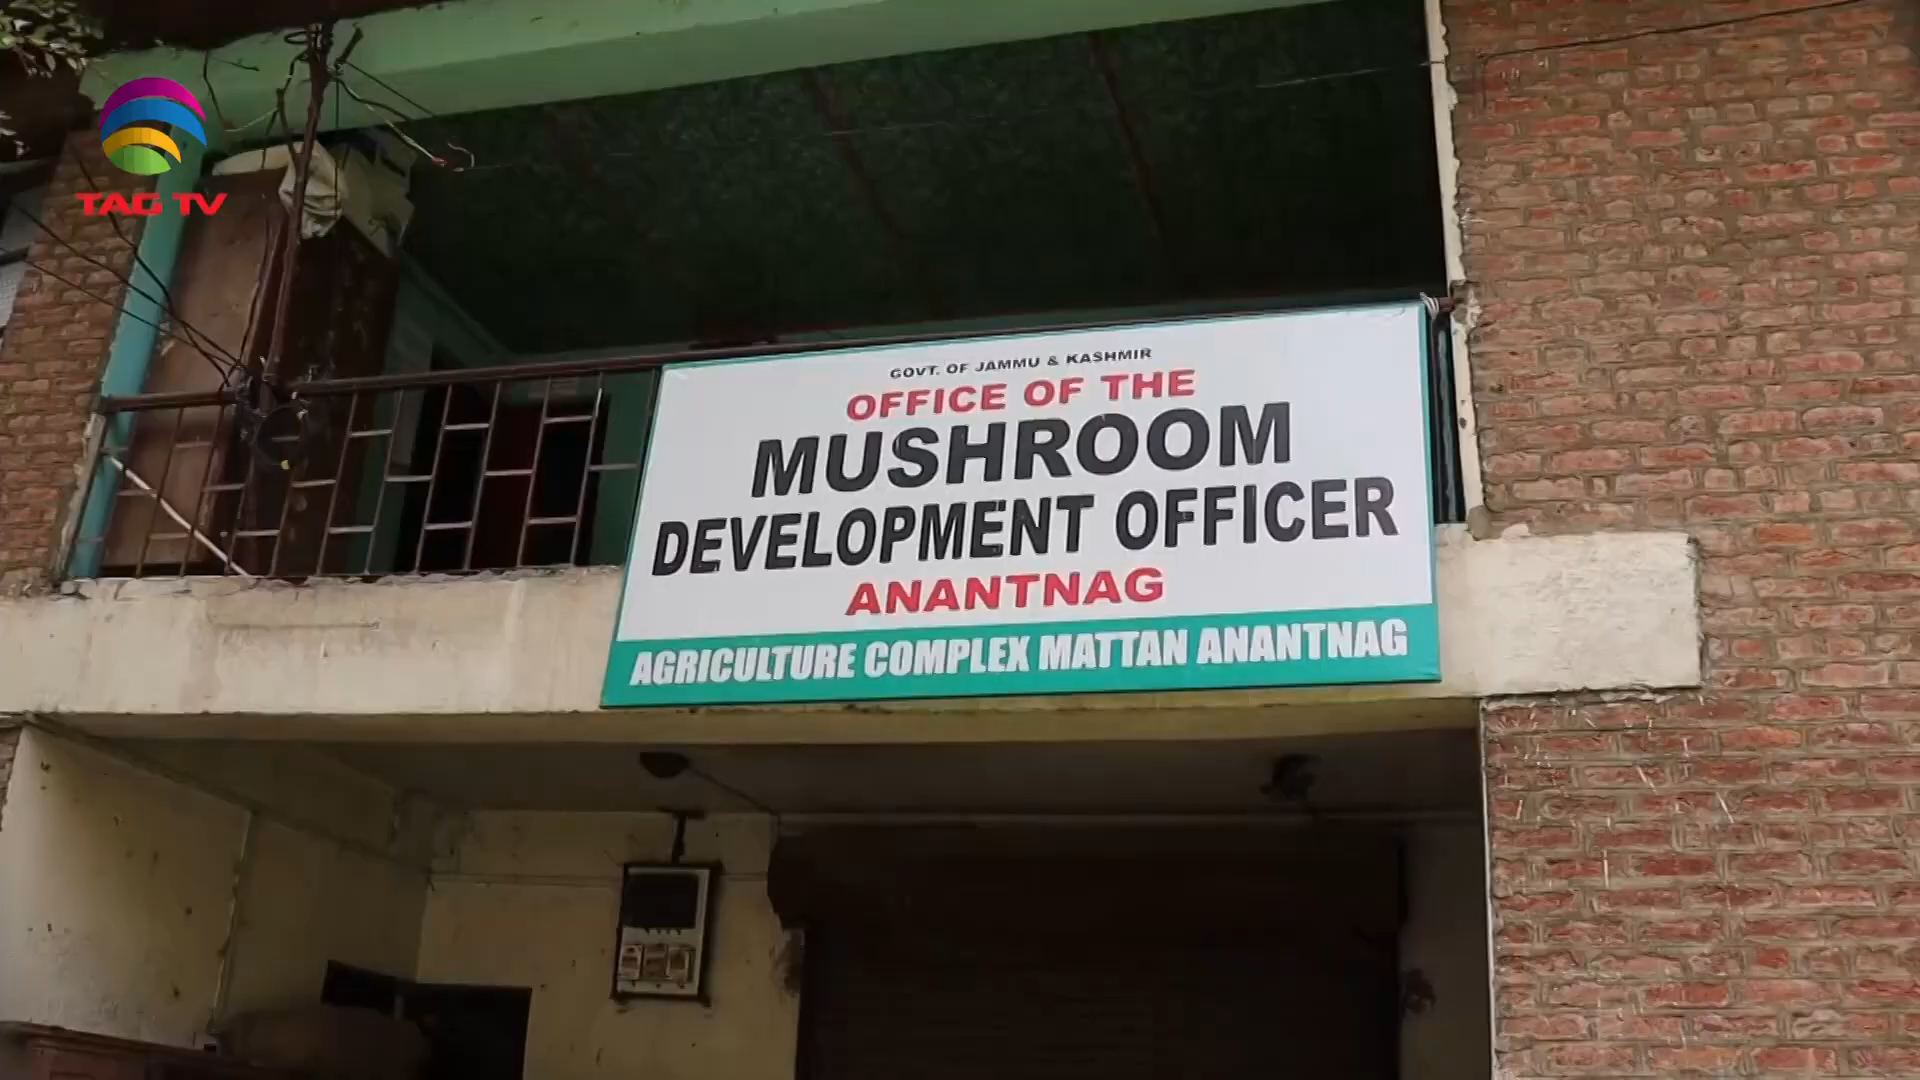 TAG TV
GOVT. OF JAMMU & KASHMIR
OFFICE OF THE
MUSHROOM
DEVELOPMENT OFFICER
ANANTNAG
AGRICULTURE COMPLEX MATTAN ANANTNAG